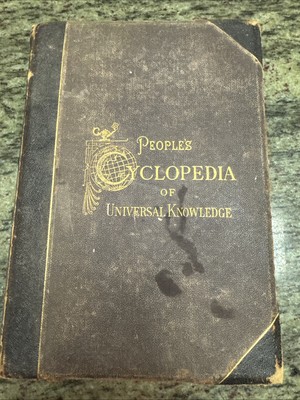 PEOPLE'S
CYCLOPEDIA
OF
UNIVERSAL KNOWLEDGE